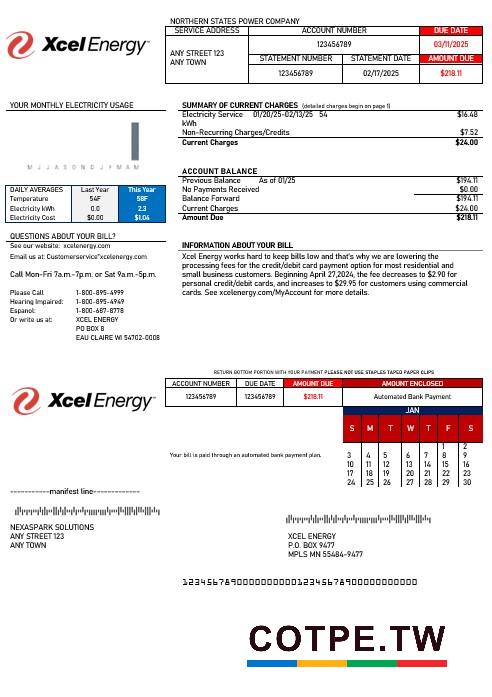 NORTHERN STATES POWER COMPANY
Xcel Energy™
SERVICE ADDRESS ACCOUNT NUMBER DUE DATE
ANY STREET 123
ANY TOWN
123456789 03/11/2025
STATEMENT NUMBER STATEMENT DATE AMOUNT DUE
123456789 02/17/2025 $218.11
YOUR MONTHLY ELECTRICITY USAGE
M J J A S O N D J F M A M
DAILY AVERAGES Last Year This Year
Temperature 54F 58F
Electricity kWh 0.0 2.3
Electricity Cost $0.00 $1.04
QUESTIONS ABOUT YOUR BILL?
See our website: xcelenergy.com
Email us at: Customerservice"xcelenergy.com
Call Mon-Fri 7a.m.-7p.m. or Sat 9a.m.-5p.m.
Please Call 1-800-895-4999
Hearing Impaired: 1-800-895-4949
Espanol: 1-800-687-8778
Or write us at: XCEL ENERGY
PO BOX 8
EAU CLAIRE WI 54702-0008
SUMMARY OF CURRENT CHARGES (detailed charges begin on page 1)
Electricity Service 01/20/25-02/13/25 54 $16.48
kWh
Non-Recurring Charges/Credits $7.52
Current Charges $24.00
ACCOUNT BALANCE
Previous Balance As of 01/25 $194.11
No Payments Received $0.00
Balance Forward $194.11
Current Charges $24.00
Amount Due $218.11
INFORMATION ABOUT YOUR BILL
Xcel Energy works hard to keep bills low and that's why we are lowering the
processing fees for the credit/debit card payment option for most residential and
small business customers. Beginning April 27,2024, the fee decreases to $2.90 for
personal credit/debit cards, and increases to $29.95 for customers using commercial
cards. See xcelenergy.com/MyAccount for more details.
RETURN BOTTOM PORTION WITH YOUR PAYMENT PLEASE NOT USE STAPLES TAPED PAPER CLIPS
Xcel Energy™
ACCOUNT NUMBER DUE DATE AMOUNT DUE AMOUNT ENCLOSED
123456789 123456789 $218.11 Automated Bank Payment
JAN
S M T W T F S
1 2
3 4 5 6 7 8 9
10 11 12 13 14 15 16
17 18 19 20 21 22 23
24 25 26 27 28 29 30
Your bill is paid through an automated bank payment plan.
-----------manifest line-------------
NEXASPARK SOLUTIONS
ANY STREET 123
ANY TOWN
XCEL ENERGY
P.O. BOX 9477
MPLS MN 55484-9477
COTPE.TW